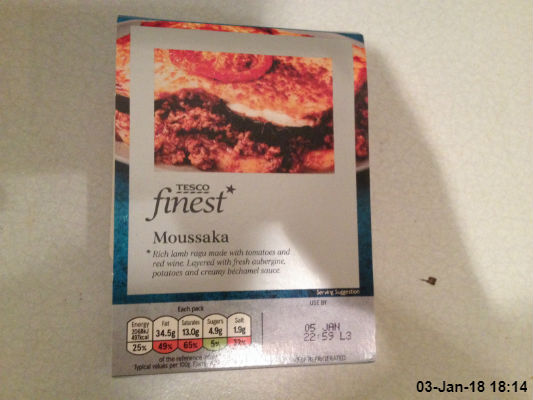 TESCO
finest*
Moussaka
* Rich lamb ragu made with tomatoes and
red wine. Layered with fresh aubergine,
potatoes and creamy béchamel sauce
Serving Suggestion
Each pack
USE BY
Energy Fat Saturates Sugars Salt
2068kJ
497kcal 34.5g 13.0g 4.9g 1.9g
25% 49% 65% 5%
of the reference
Typical values per 100g
05 JAN
22:59 L3
REFRIGERATED
03-Jan-18 18:14